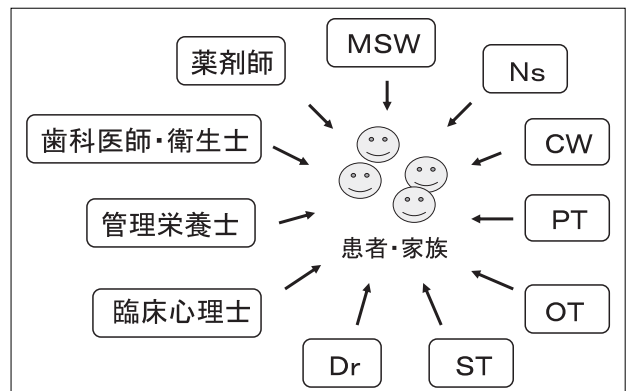 MSW
薬剤師
Ns
歯科医師・衛生士
CW
管理栄養士
PT
患者・家族
臨床心理士
OT
Dr
ST